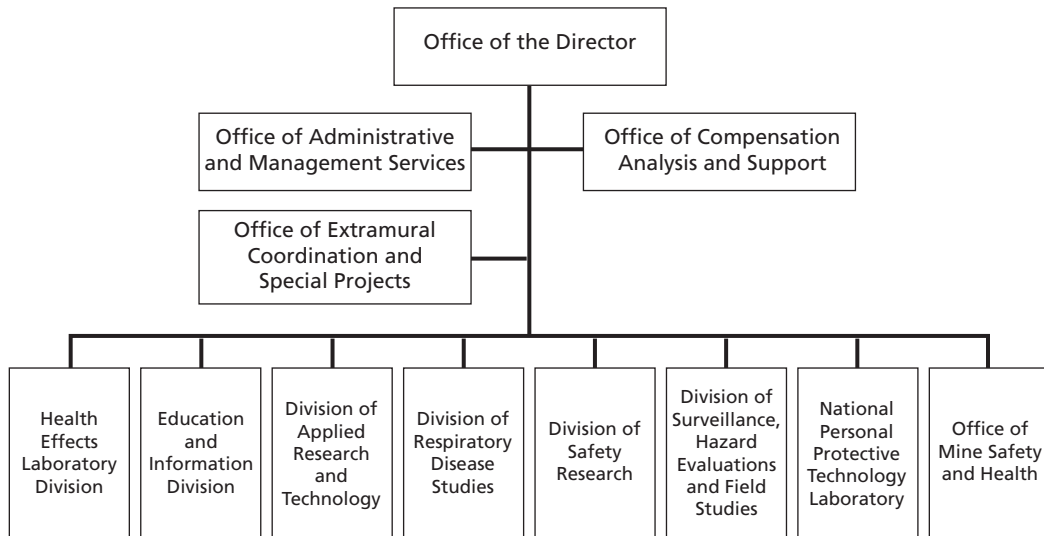 Office of the Director
Office of Administrative
and Management Services
Office of Compensation
Analysis and Support
Office of Extramural
Coordination and
Special Projects
Health
Effects
Laboratory
Division
Education
and
Information
Division
Division of
Applied
Research
and
Technology
Division of
Respiratory
Disease
Studies
Division of
Safety
Research
Division of
Surveillance,
Hazard
Evaluations
and Field
Studies
National
Personal
Protective
Technology
Laboratory
Office of
Mine Safety
and Health